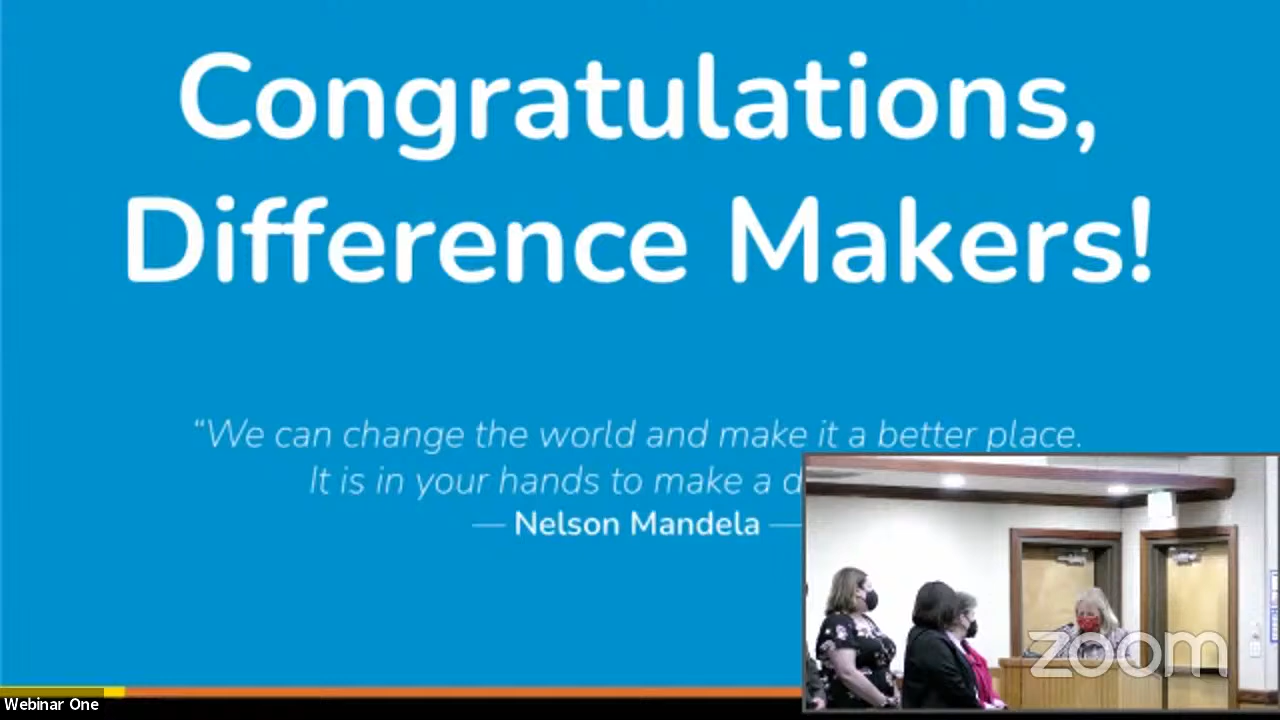 Congratulations,
Difference Makers!
“We can change the world and make it a better place.
It is in your hands to make a d
— Nelson Mandela —
zoom
Webinar One